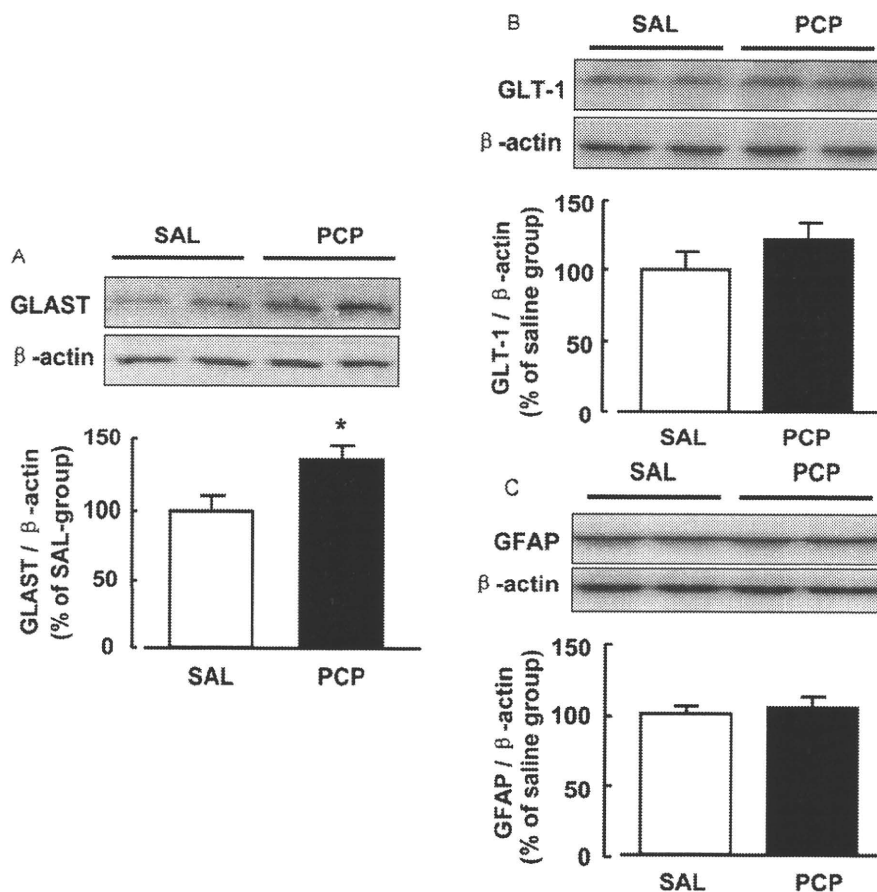 A
SAL PCP
GLAST
β-actin
GLAST / β-actin
(% of SAL-group)
150
*
100
50
0
SAL PCP
B
SAL PCP
GLT-1
β-actin
GLT-1 / β-actin
(% of saline group)
150
100
50
0
SAL PCP
C
SAL PCP
GFAP
β-actin
GFAP / β-actin
(% of saline group)
150
100
50
0
SAL PCP